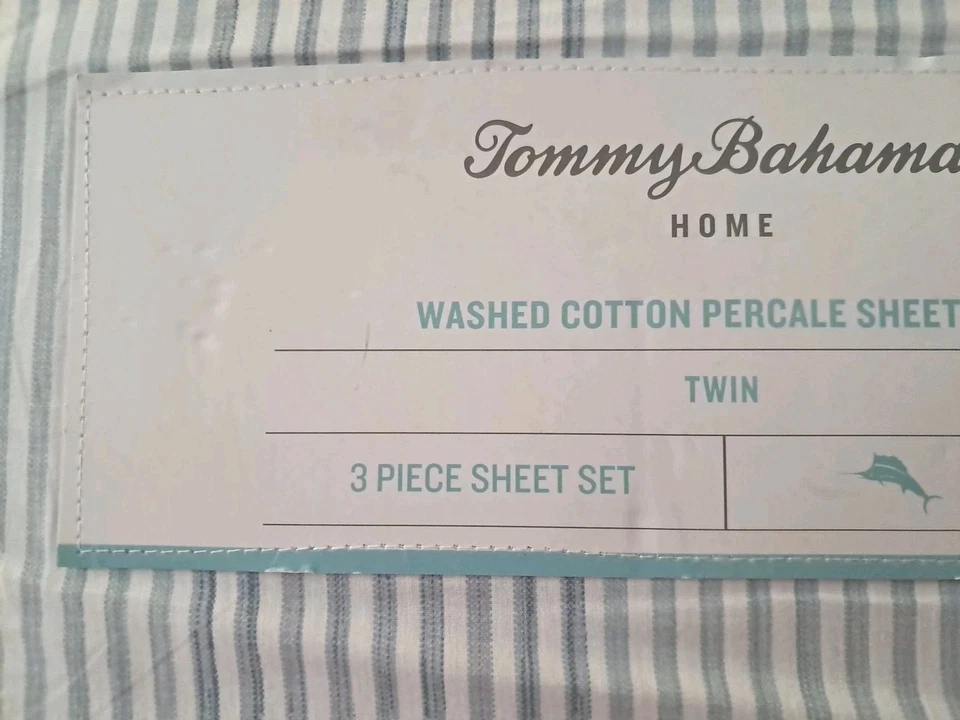 Tommy Bahama
HOME
WASHED COTTON PERCALE SHEET
TWIN
3 PIECE SHEET SET